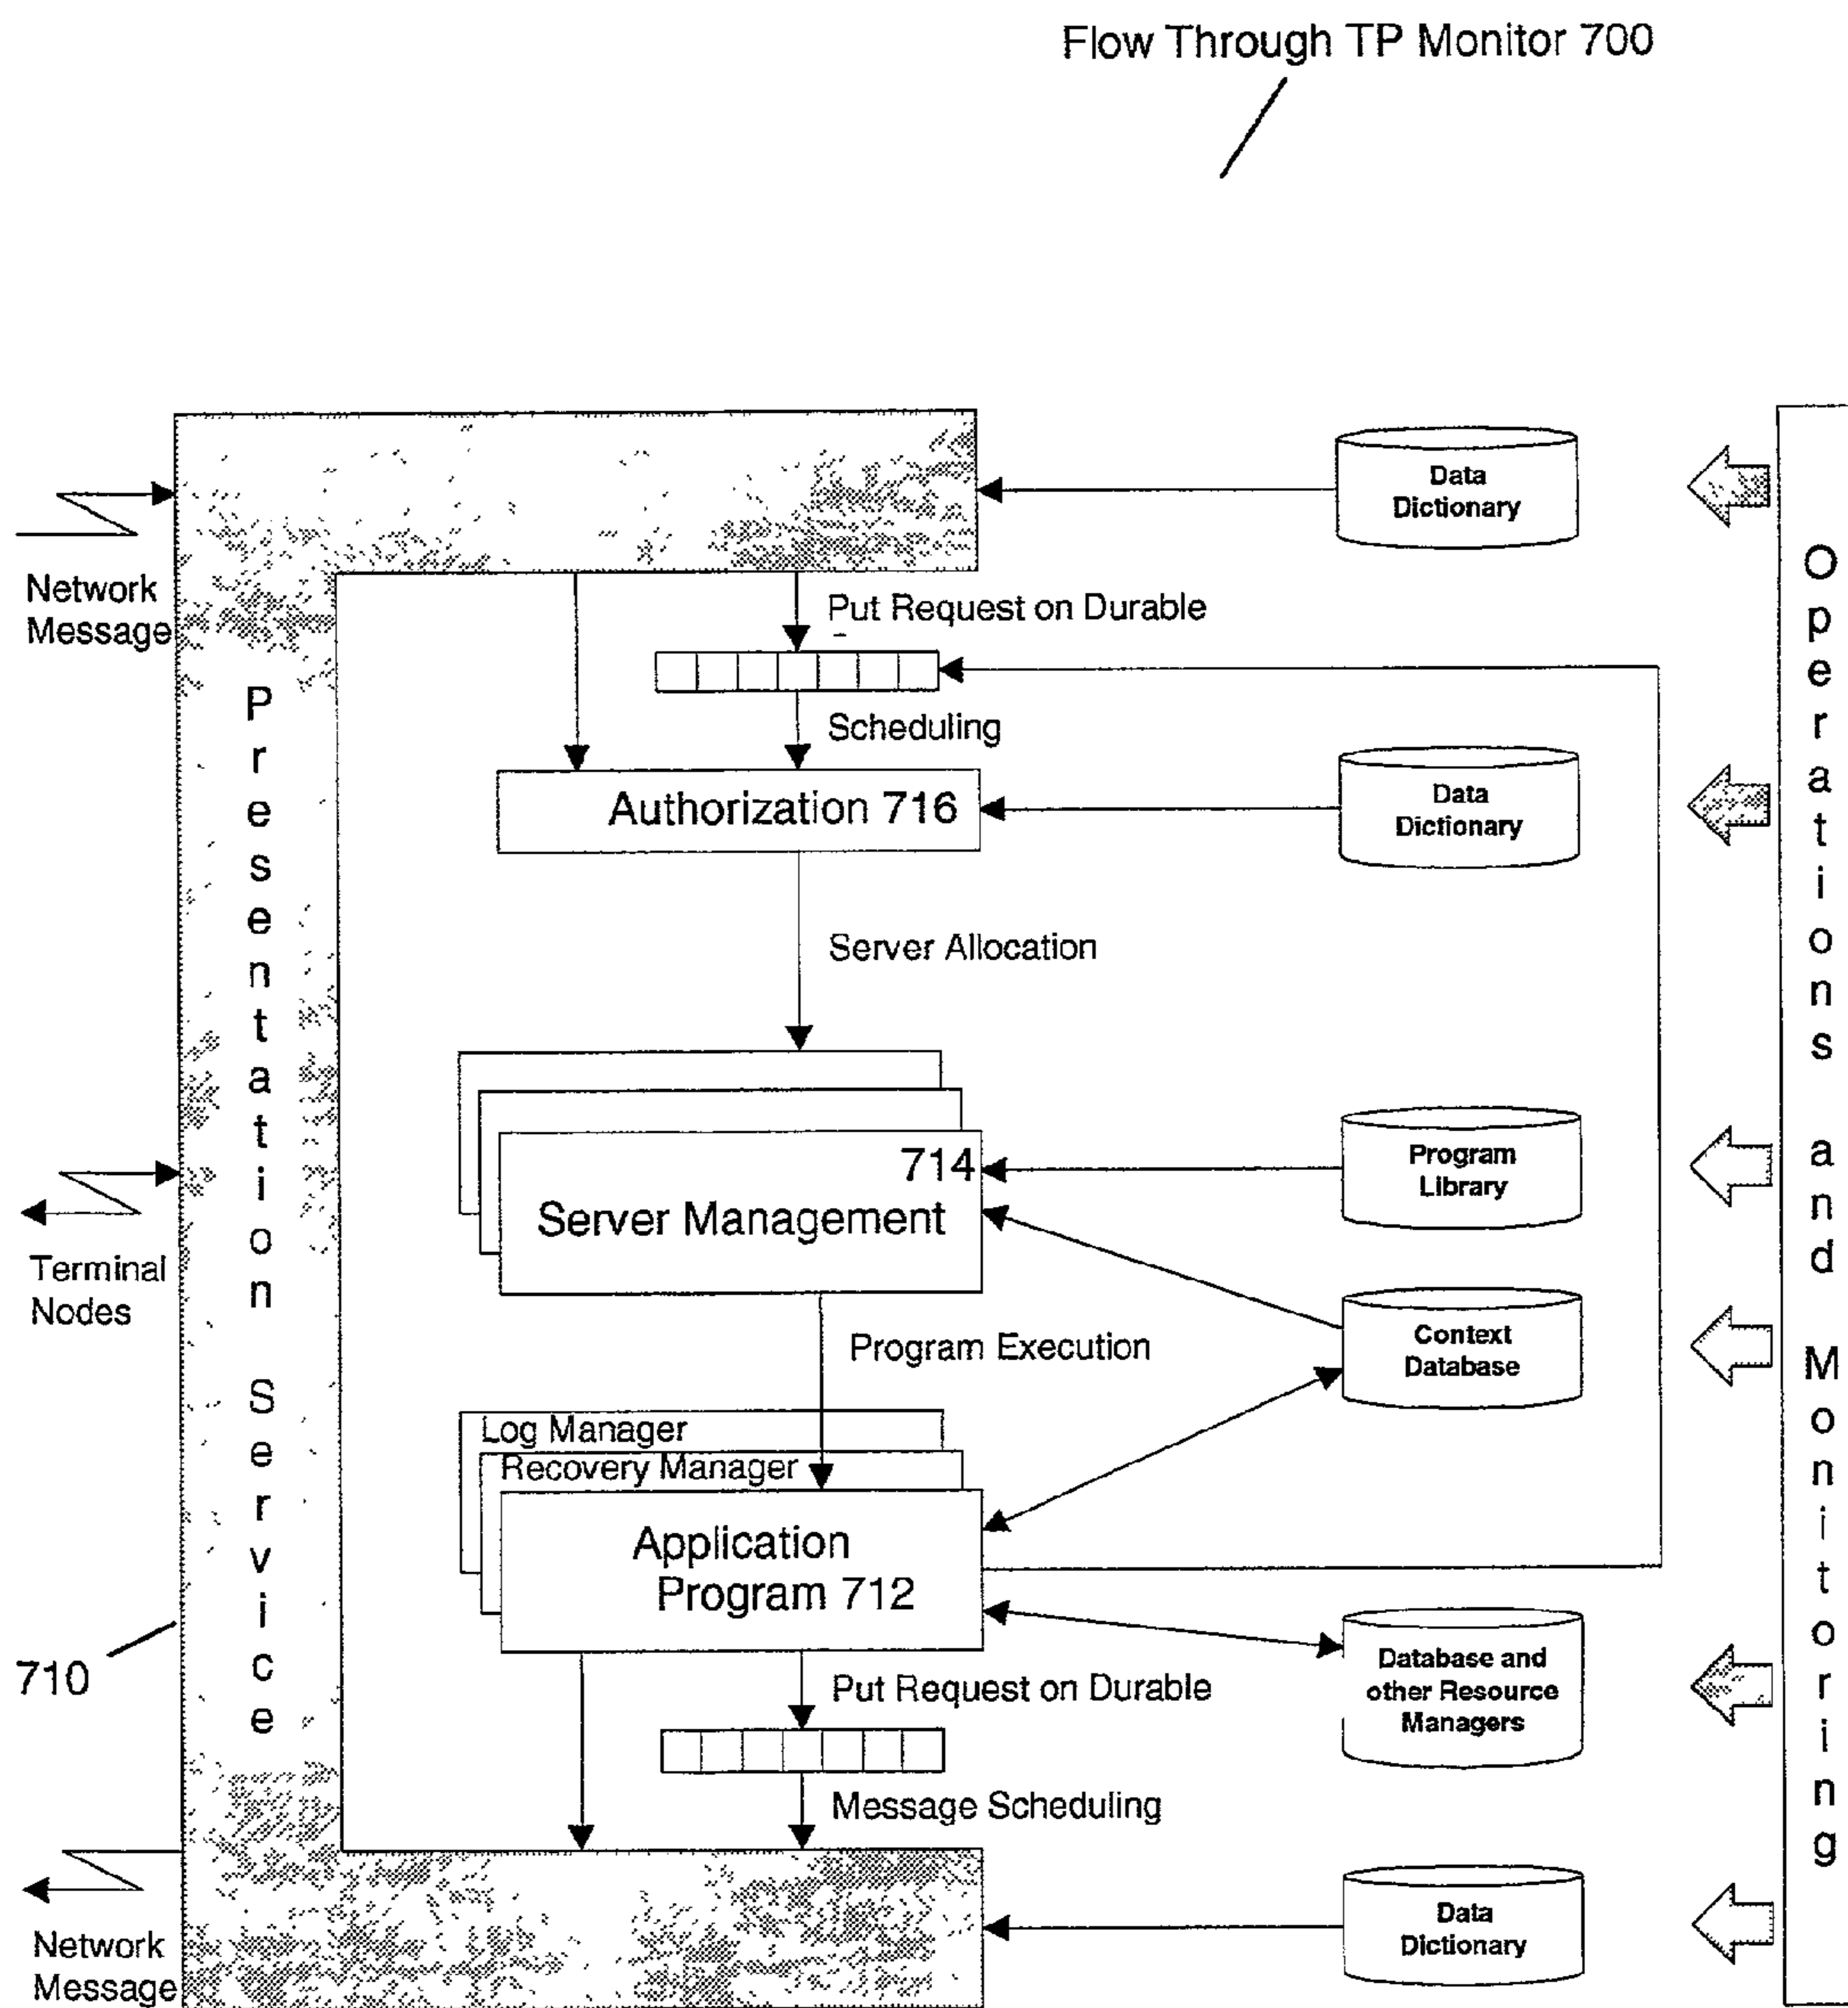 Flow Through TP Monitor 700
Data
Dictionary
Network
Message
Put Request on Durable
Scheduling
Authorization 716
Data
Dictionary
Server Allocation
714
Server Management
Program
Library
Terminal
Nodes
Program Execution
Context
Database
Log Manager
Recovery Manager
Application
Program 712
710
Put Request on Durable
Database and
other Resource
Managers
Message Scheduling
Network
Message
Data
Dictionary
Presentation Service
Operations and Monitoring